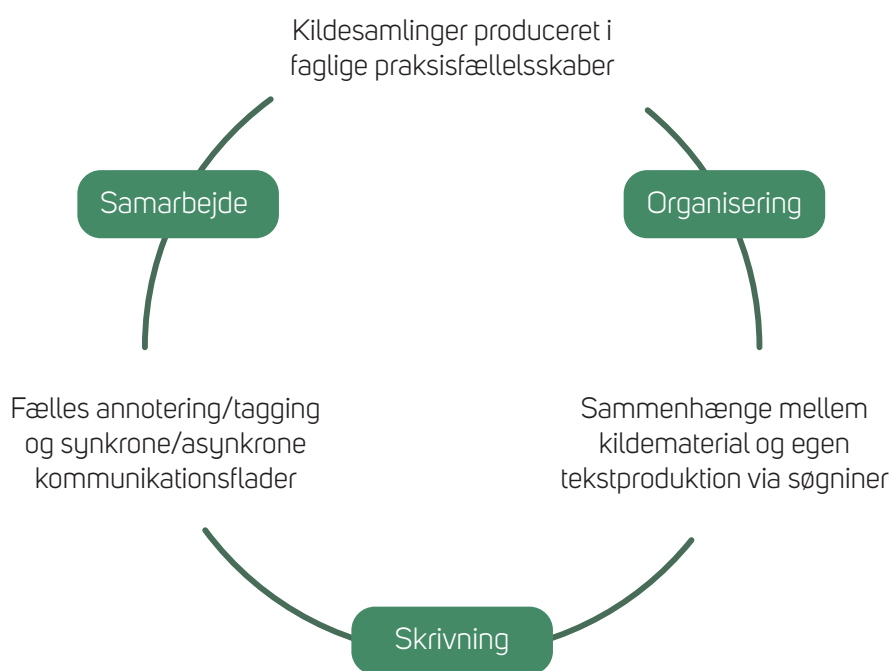 Kildesamlinger produceret i
faglige praksisfællelsskaber
Samarbejde
Organisering
Fælles annotering/tagging
og synkrone/asynkrone
kommunikationsflader
Sammenhænge mellem
kildematerial og egen
tekstproduktion via søgniner
Skrivning